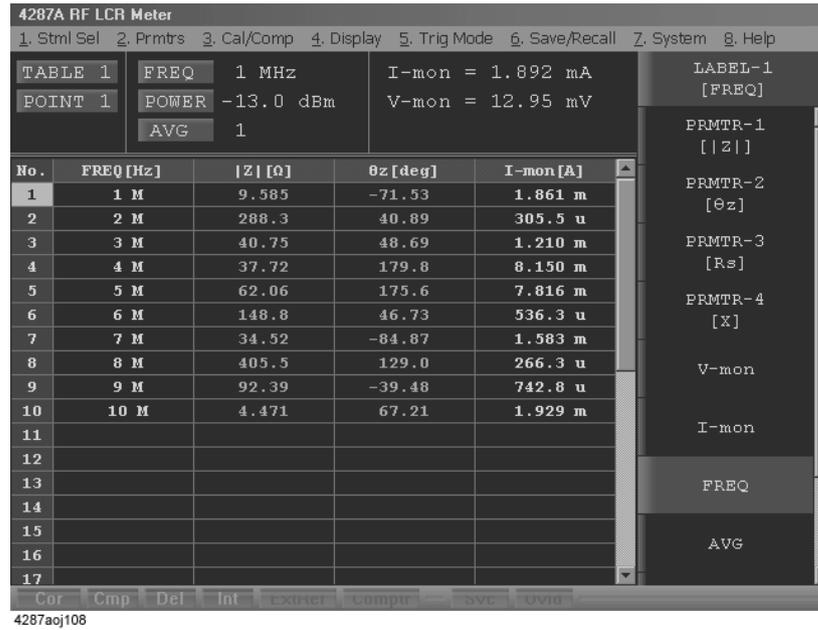 4287A RF LCR Meter
1. Stml Sel 2. Prmtrs 3. Cal/Comp 4. Display 5. Trig Mode 6. Save/Recall 7. System 8. Help
TABLE 1 FREQ 1 MHz I-mon = 1.892 mA
POINT 1 POWER -13.0 dBm V-mon = 12.95 mV
AVG 1
No. FREQ[Hz] |Z|[Ω] θz[deg] I-mon[A]
1 1 M 9.585 -71.53 1.861 m
2 2 M 288.3 40.89 305.5 u
3 3 M 40.75 48.69 1.210 m
4 4 M 37.72 179.8 8.150 m
5 5 M 62.06 175.6 7.816 m
6 6 M 148.8 46.73 536.3 u
7 7 M 34.52 -84.87 1.583 m
8 8 M 405.5 129.0 266.3 u
9 9 M 92.39 -39.48 742.8 u
10 10 M 4.471 67.21 1.929 m
11
12
13
14
15
16
17
LABEL-1
[FREQ]
PRMTR-1
[|Z|]
PRMTR-2
[θz]
PRMTR-3
[Rs]
PRMTR-4
[X]
V-mon
I-mon
FREQ
AVG
Cor Cmp Del Int ExtRef Comptr --- Svc Ovld
4287aoj108